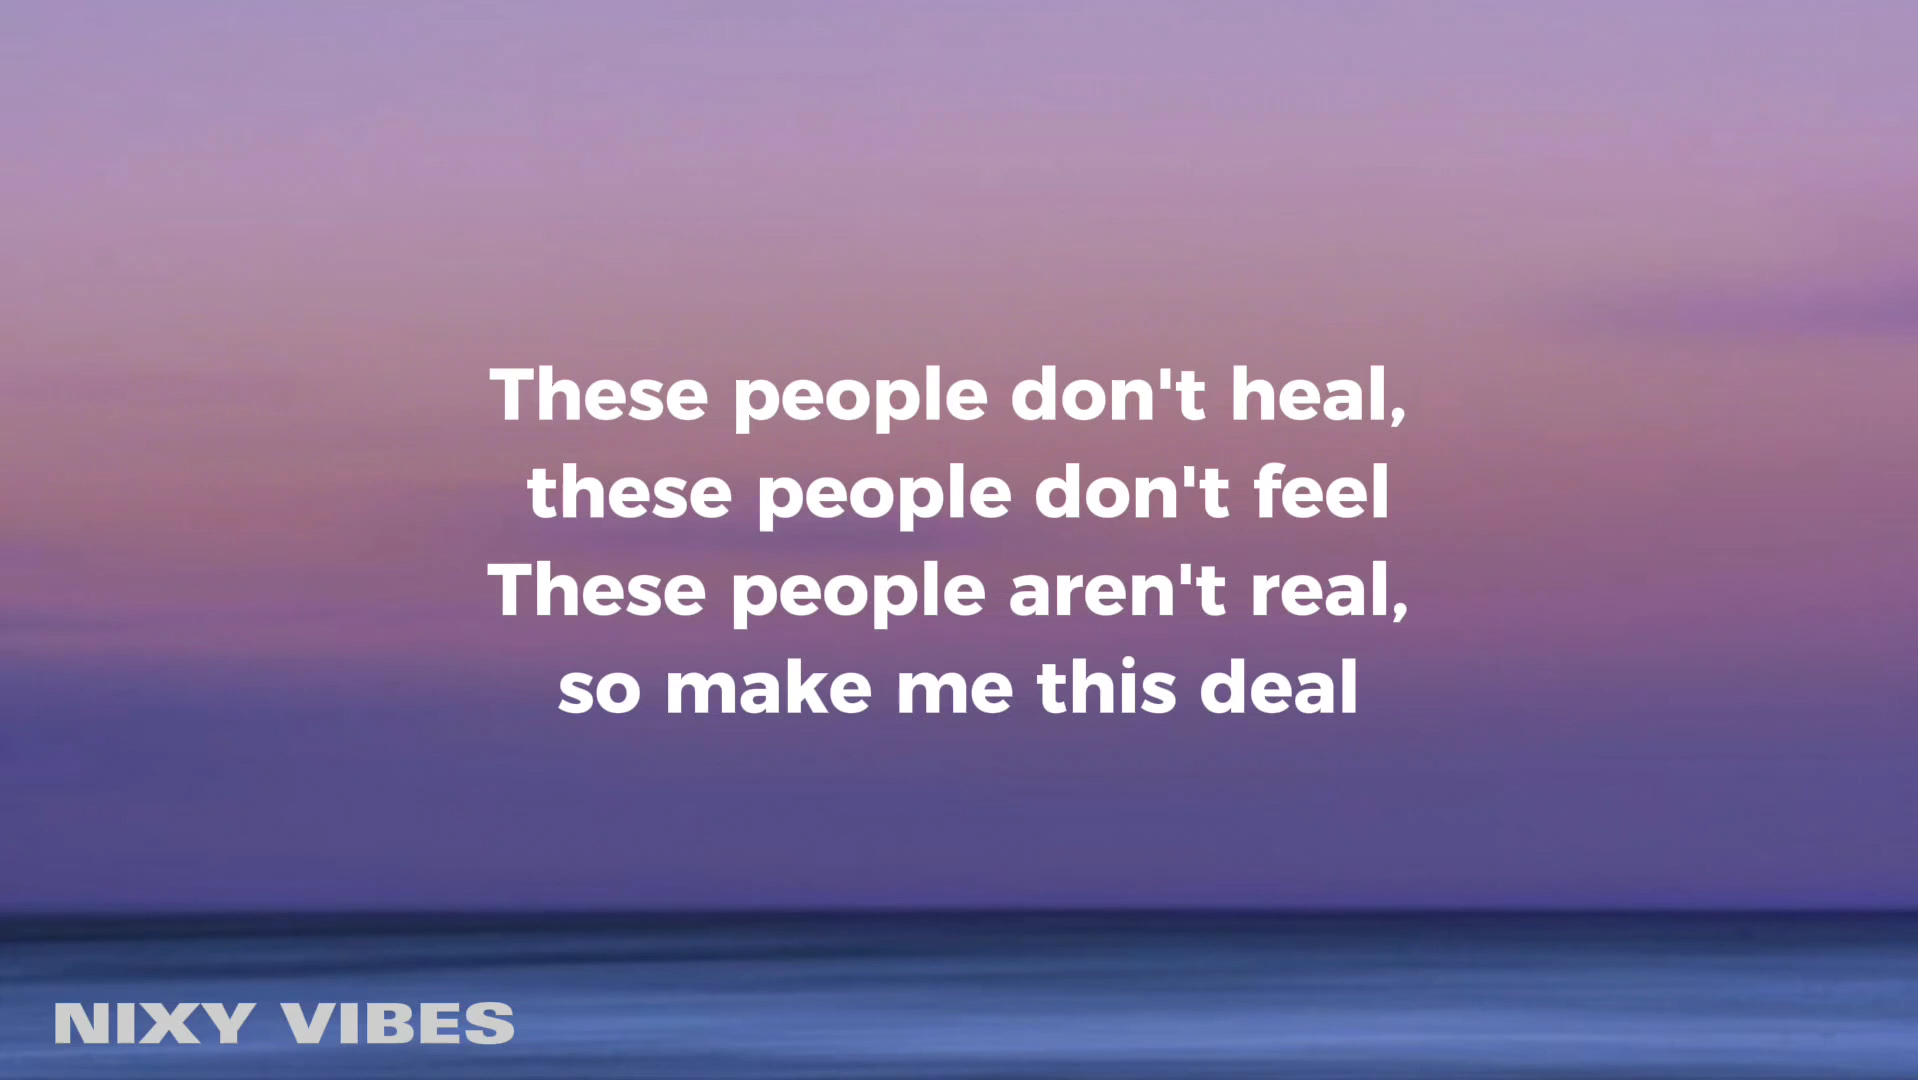 These people don't heal,
these people don't feel
These people aren't real,
so make me this deal
NIXY VIBES